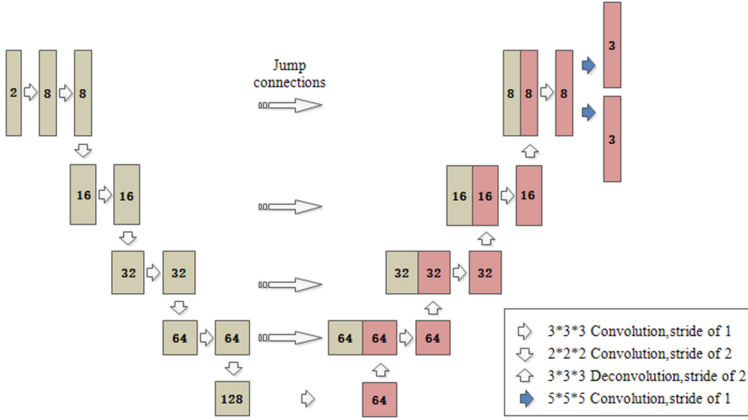 3
Jump
connections
2 8 8 8 8 8
3
16 16 16 16 16
32 32 32 32 32
64 64 64 64 64
128 64
3*3*3 Convolution,stride of 1
2*2*2 Convolution,stride of 2
3*3*3 Deconvolution,stride of 2
5*5*5 Convolution,stride of 1